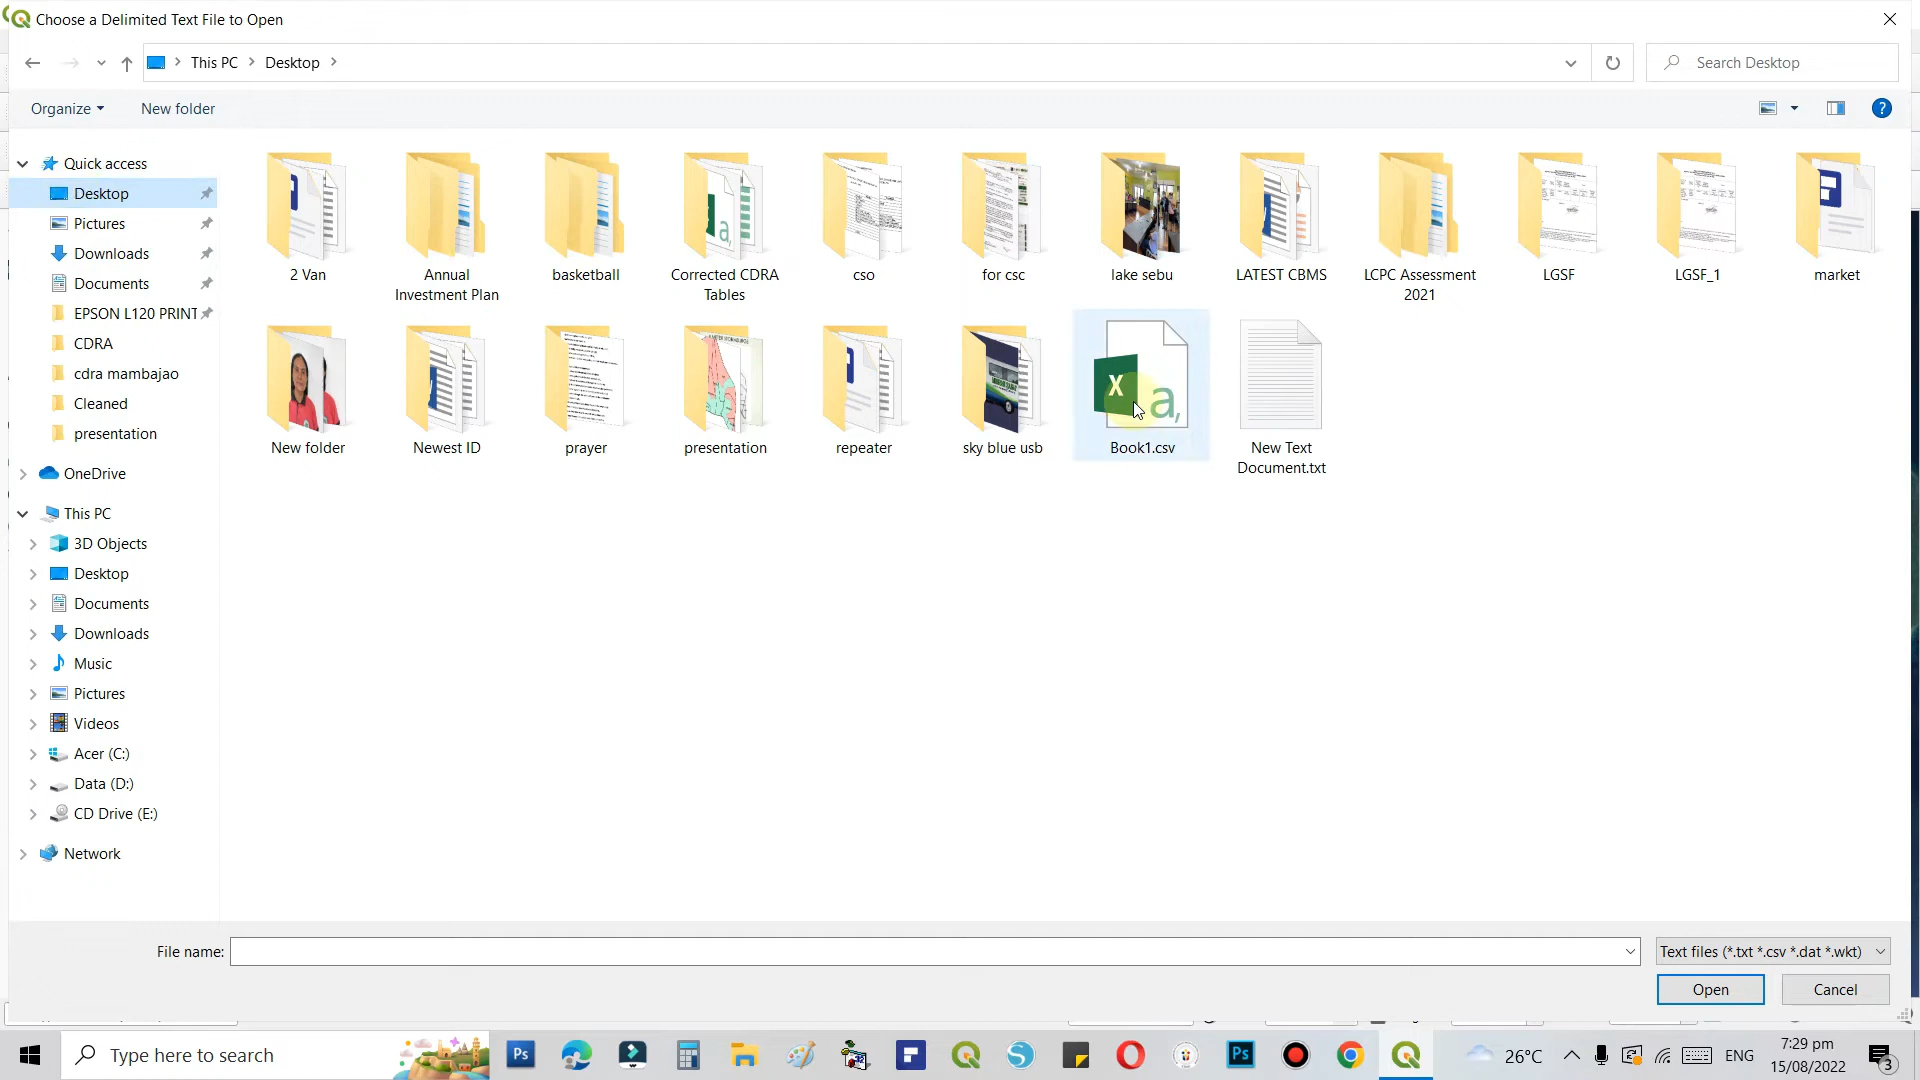 Choose a Delimited Text File to Open
This PC
Desktop
Search Desktop
Organize
New folder
Quick access
Desktop
Pictures
Downloads
Documents
EPSON L120 PRINT
CDRA
cdra mambajao
Cleaned
presentation
OneDrive
This PC
3D Objects
Desktop
Documents
Downloads
Music
Pictures
Videos
Acer (C:)
Data (D:)
CD Drive (E:)
Network
2 Van
Annual
Investment Plan
basketball
Corrected CDRA
Tables
cso
for csc
lake sebu
LATEST CBMS
LCPC Assessment
2021
LGSF
LGSF_1
market
New folder
Newest ID
prayer
presentation
repeater
sky blue usb
Book1.csv
New Text
Document.txt
File name:
Text files (*.txt *.csv *.dat *.wkt)
Open
Cancel
Type here to search
26°C
ENG
7:29 pm
15/08/2022
3